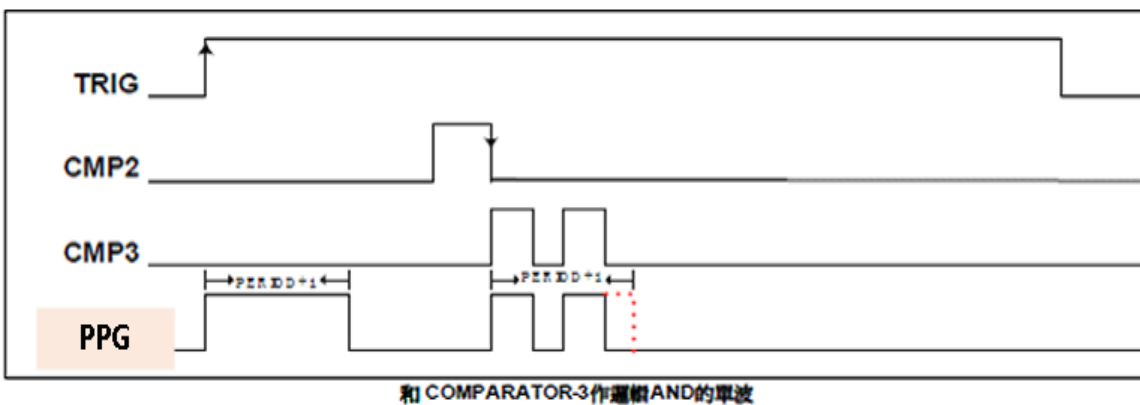 TRIG
CMP2
CMP3
PERIOD+1 PERIOD+1
PPG
和 COMPARATOR-3作邏輯AND的單波